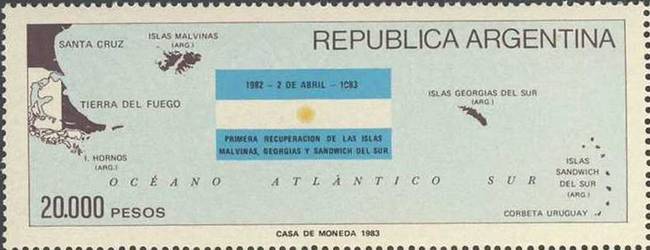 REPUBLICA ARGENTINA
SANTA CRUZ
ISLAS MALVINAS
(ARG.)
1982 – 2 DE ABRIL – 1983
TIERRA DEL FUEGO
ISLAS GEORGIAS DEL SUR
(ARG.)
PRIMERA RECUPERACION DE LAS ISLAS
MALVINAS, GEORGIAS Y SANDWICH DEL SUR
I. HORNOS
(ARG.)
ISLAS
SANDWICH
DEL SUR
(ARG.)
OCÉANO ATLÀNTICO SUR
20.000 PESOS
CORBETA URUGUAY
CASA DE MONEDA 1983